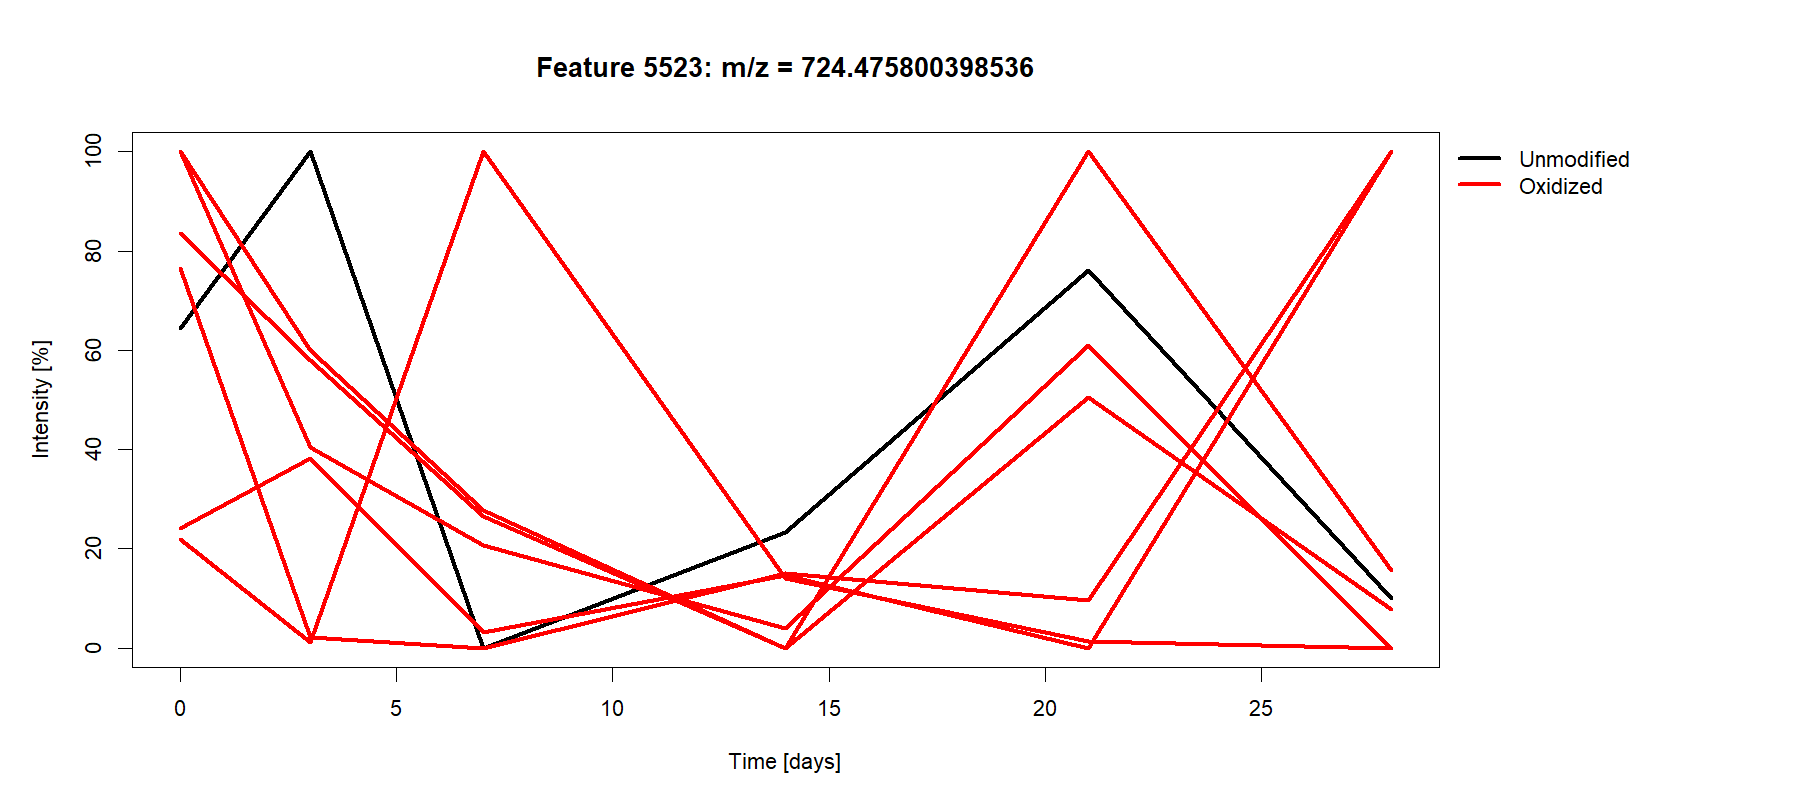 Feature 5523: m/z = 724.475800398536
Unmodified
Oxidized
Intensity [%]
100
80
60
40
20
0
0 5 10 15 20 25
Time [days]